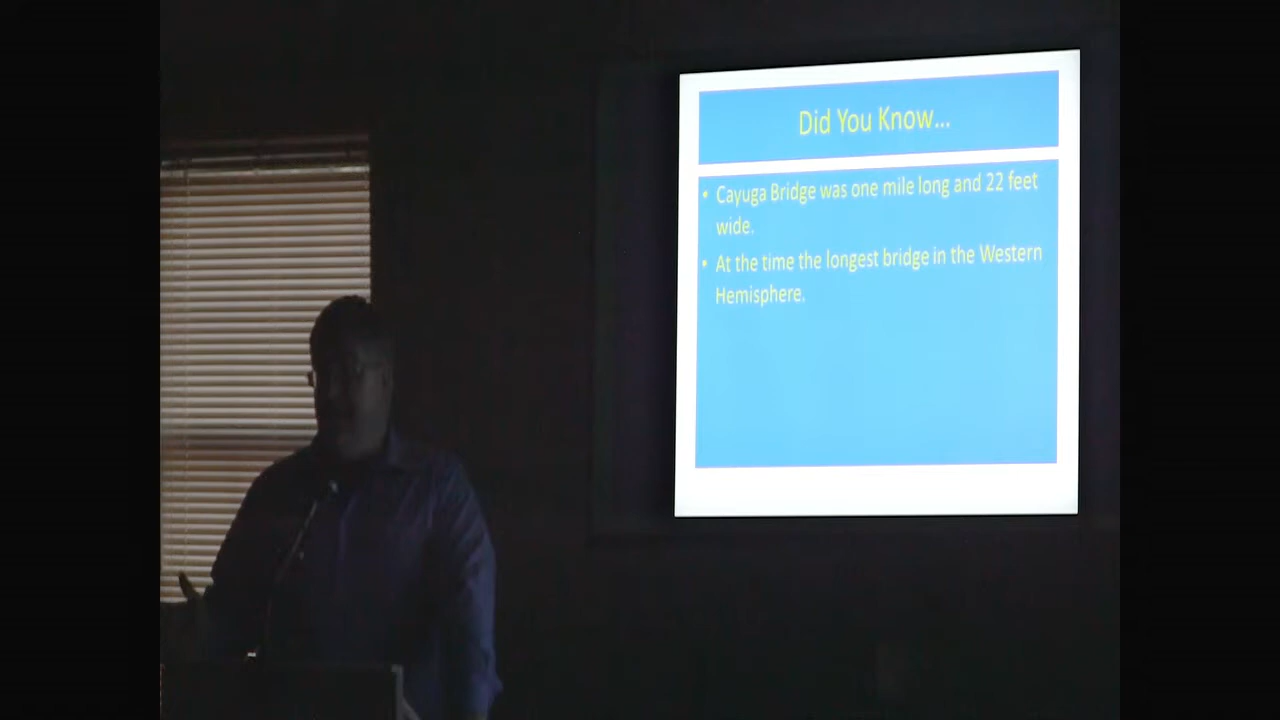 Did You Know...
• Cayuga Bridge was one mile long and 22 feet
wide.
• At the time the longest bridge in the Western
Hemisphere.